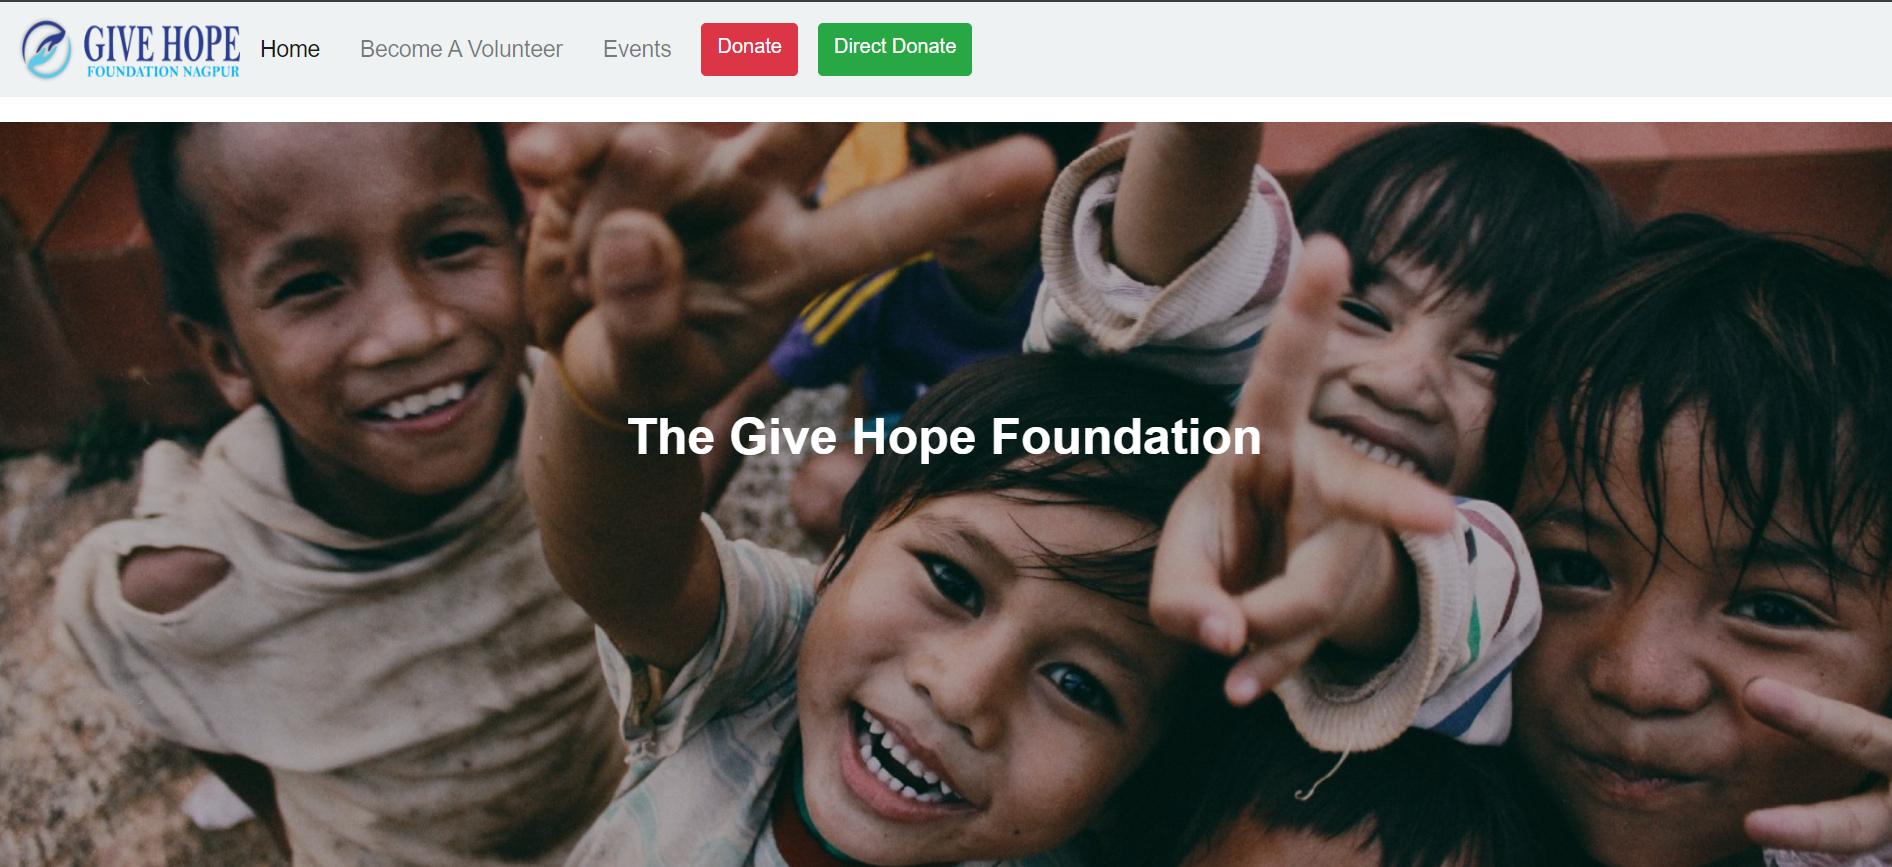 GIVE HOPE
FOUNDATION NAGPUR
Home
Become A Volunteer
Events
Donate
Direct Donate
The Give Hope Foundation